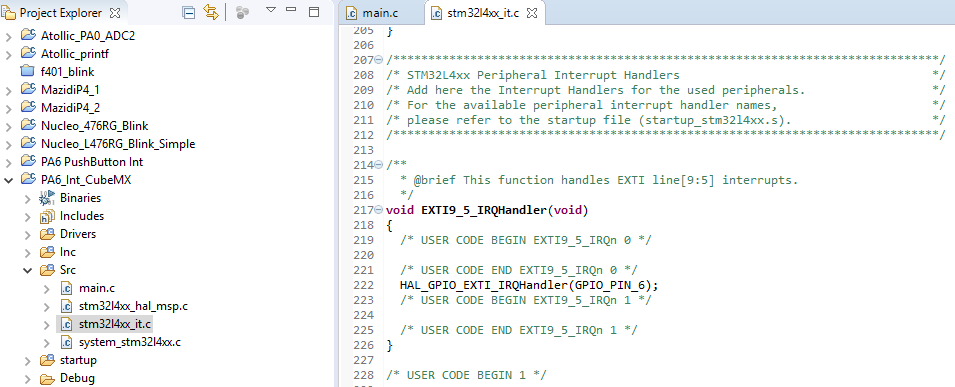 Project Explorer
Atollic_PA0_ADC2
Atollic_printf
f401_blink
MazidiP4_1
MazidiP4_2
Nucleo_476RG_Blink
Nucleo_L476RG_Blink_Simple
PA6 PushButton Int
PA6_Int_CubeMX
Binaries
Includes
Drivers
Inc
Src
main.c
stm32l4xx_hal_msp.c
stm32l4xx_it.c
system_stm32l4xx.c
startup
Debug
main.c
stm32l4xx_it.c
205 }
206
207 /******************************************************************************/
208 /* STM32L4xx Peripheral Interrupt Handlers */
209 /* Add here the Interrupt Handlers for the used peripherals. */
210 /* For the available peripheral interrupt handler names, */
211 /* please refer to the startup file (startup_stm32l4xx.s). */
212 /******************************************************************************/
213
214 /**
215 * @brief This function handles EXTI line[9:5] interrupts.
216 */
217 void EXTI9_5_IRQHandler(void)
218 {
219 /* USER CODE BEGIN EXTI9_5_IRQn 0 */
220
221 /* USER CODE END EXTI9_5_IRQn 0 */
222 HAL_GPIO_EXTI_IRQHandler(GPIO_PIN_6);
223 /* USER CODE BEGIN EXTI9_5_IRQn 1 */
224
225 /* USER CODE END EXTI9_5_IRQn 1 */
226 }
227
228 /* USER CODE BEGIN 1 */